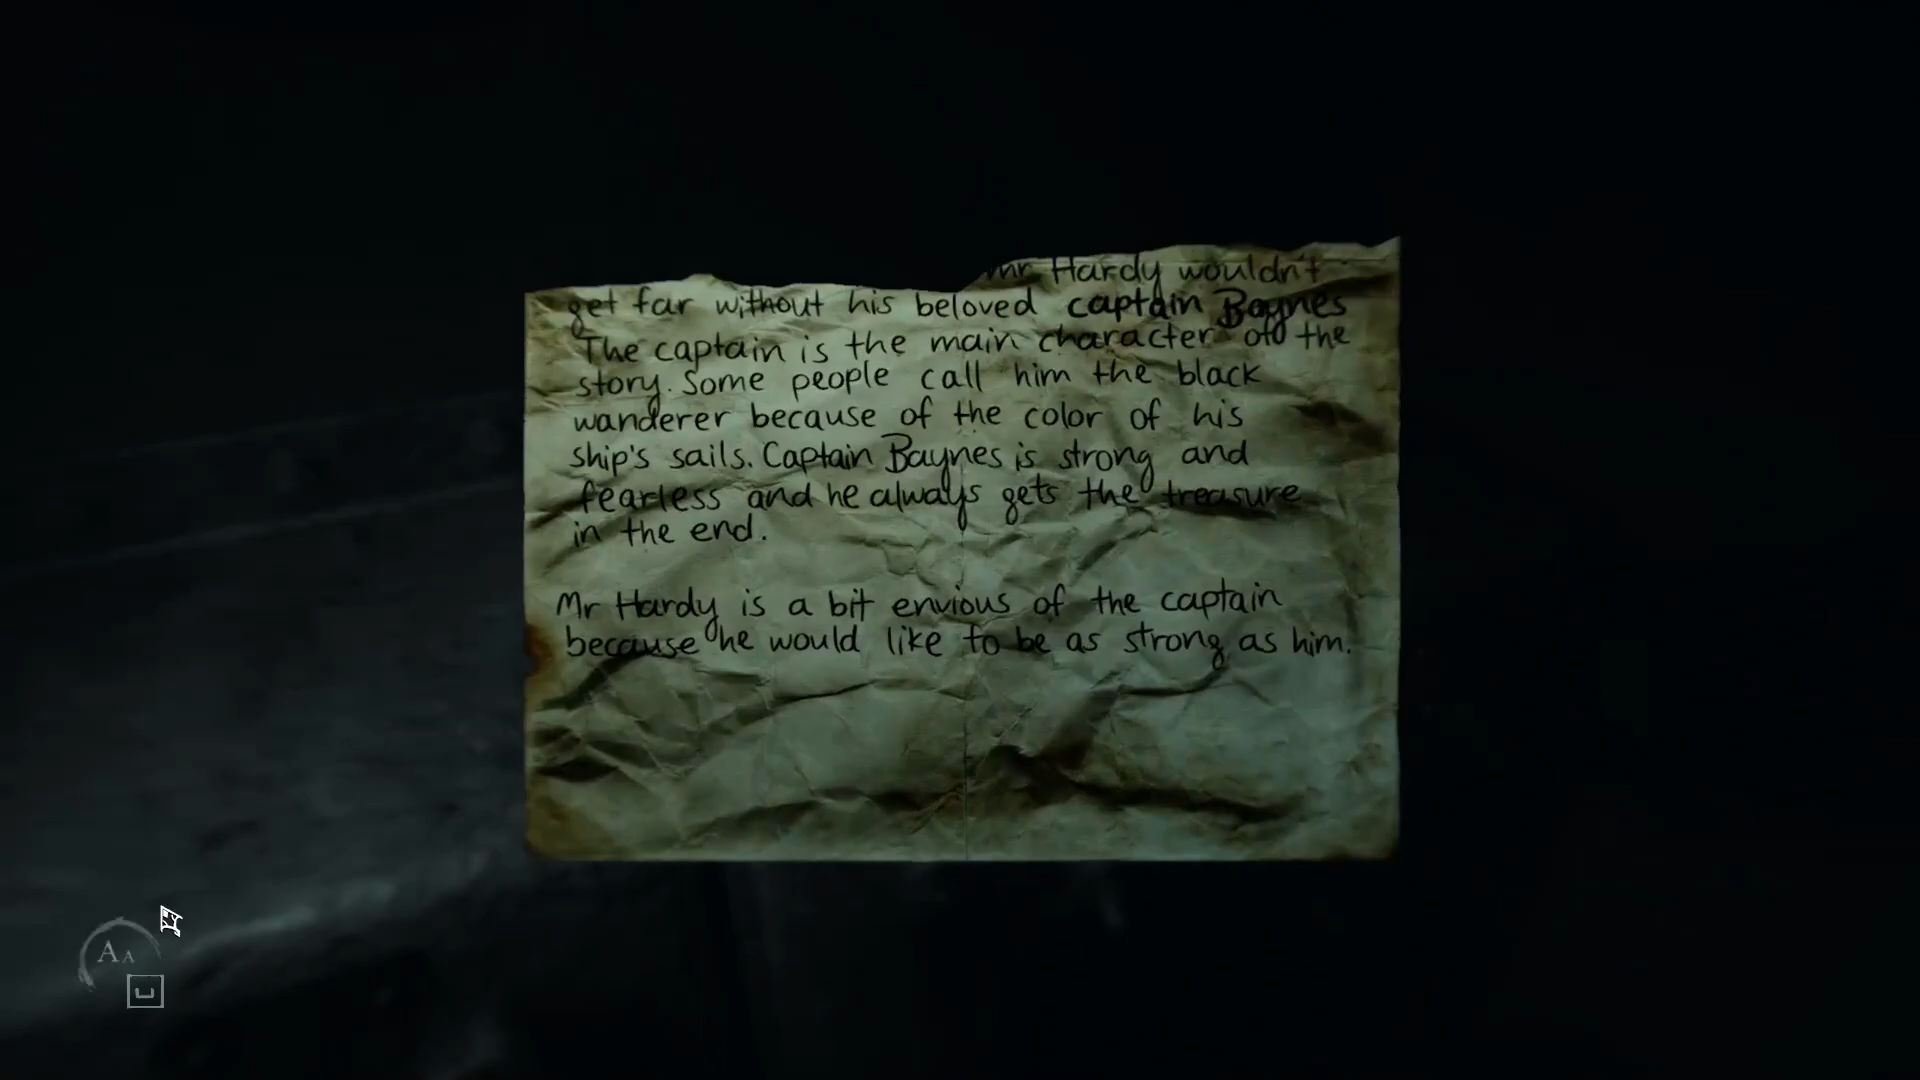 Mr Hardy wouldn't
get far without his beloved captain Baynes
The captain is the main character of the
story. Some people call him the black
wanderer because of the color of his
ship's sails. Captain Baynes is strong and
fearless and he always gets the treasure
in the end.
Mr Hardy is a bit envious of the captain
because he would like to be as strong as him.
AA